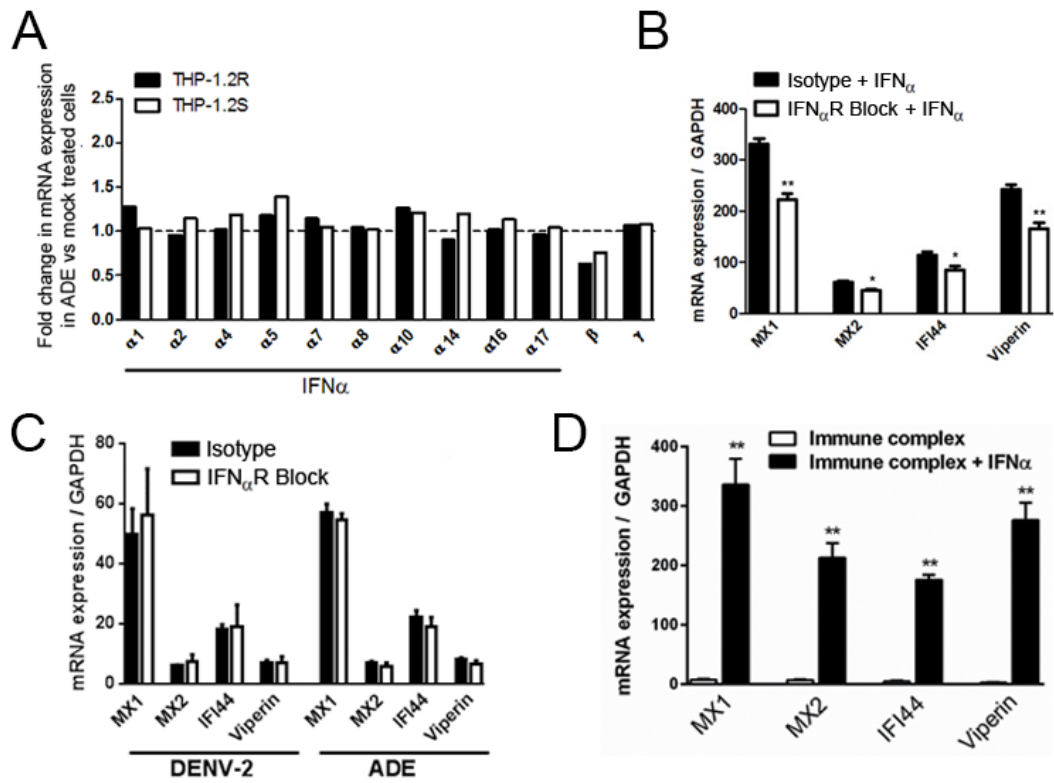 A
THP-1.2R
THP-1.2S
Fold change in mRNA expression
in ADE vs mock treated cells
2.5
2.0
1.5
1.0
0.5
0.0
α1 α2 α4 α5 α7 α8 α10 α14 α16 α17 β γ
IFNα
B
Isotype + IFNα
IFNαR Block + IFNα
mRNA expression / GAPDH
400
300
200
100
0
** * * **
MX1 MX2 IFI44 Viperin
C
Isotype
IFNαR Block
mRNA expression / GAPDH
80
60
40
20
0
MX1 MX2 IFI44 Viperin MX1 MX2 IFI44 Viperin
DENV-2 ADE
D
Immune complex
Immune complex + IFNα
mRNA expression / GAPDH
400
300
200
100
0
** ** ** **
MX1 MX2 IFI44 Viperin